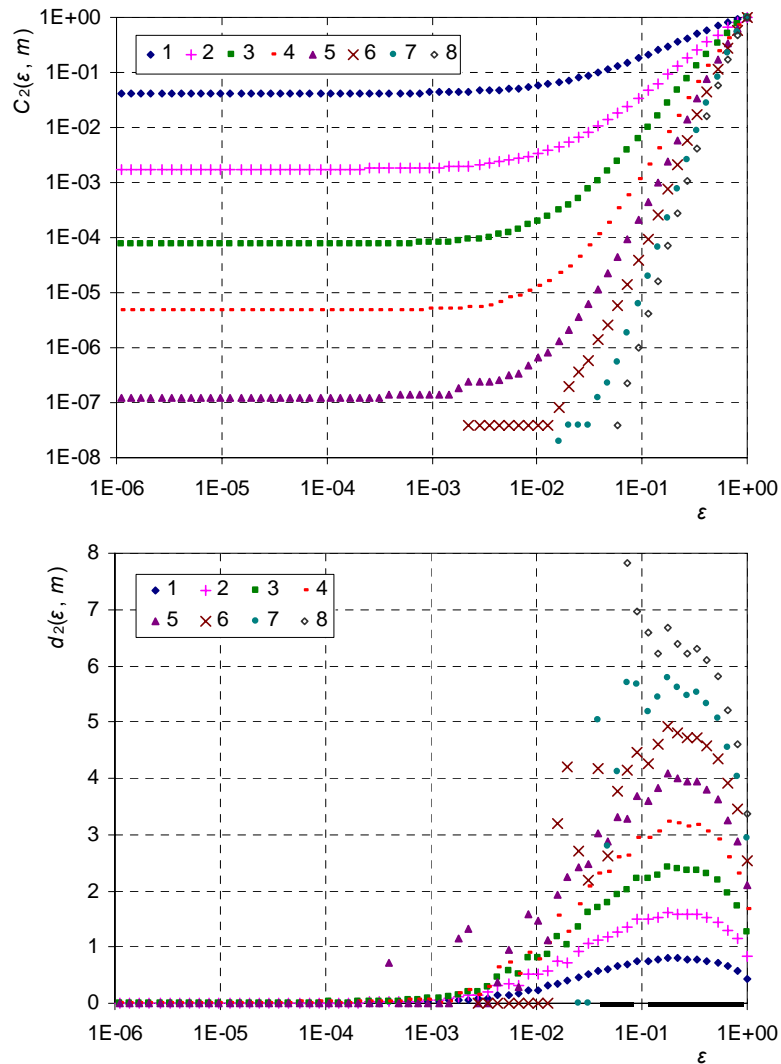 C2(ε, m)
1E+00
1 2 3 4 5 6 7 8
1E-01
1E-02
1E-03
1E-04
1E-05
1E-06
1E-07
1E-08
1E-06 1E-05 1E-04 1E-03 1E-02 1E-01 1E+00
ε
d2(ε, m)
8
1 2 3 4
5 6 7 8
7
6
5
4
3
2
1
0
1E-06 1E-05 1E-04 1E-03 1E-02 1E-01 1E+00
ε